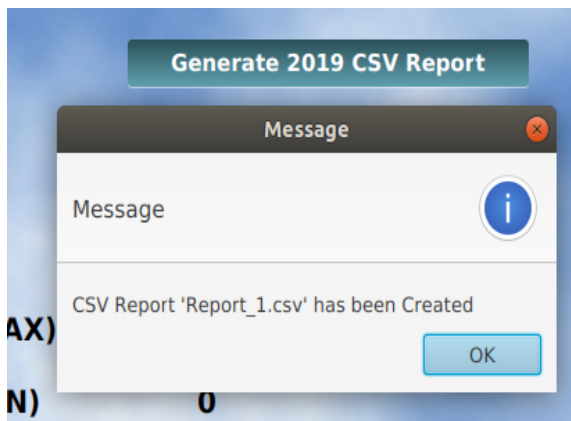 Generate 2019 CSV Report
Message
Message
i
CSV Report 'Report_1.csv' has been Created
AX)
OK
N) 0